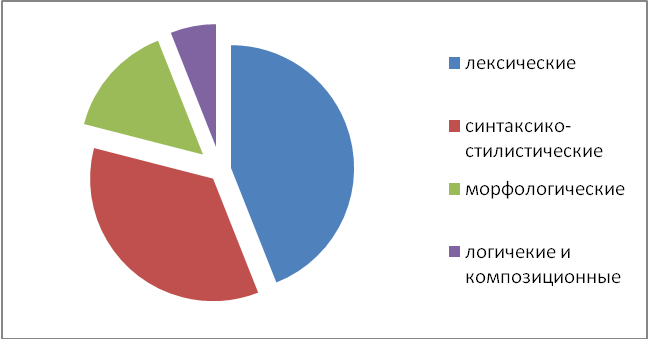 лексические
синтаксико-
стилистические
морфологические
логичекие и
композиционные